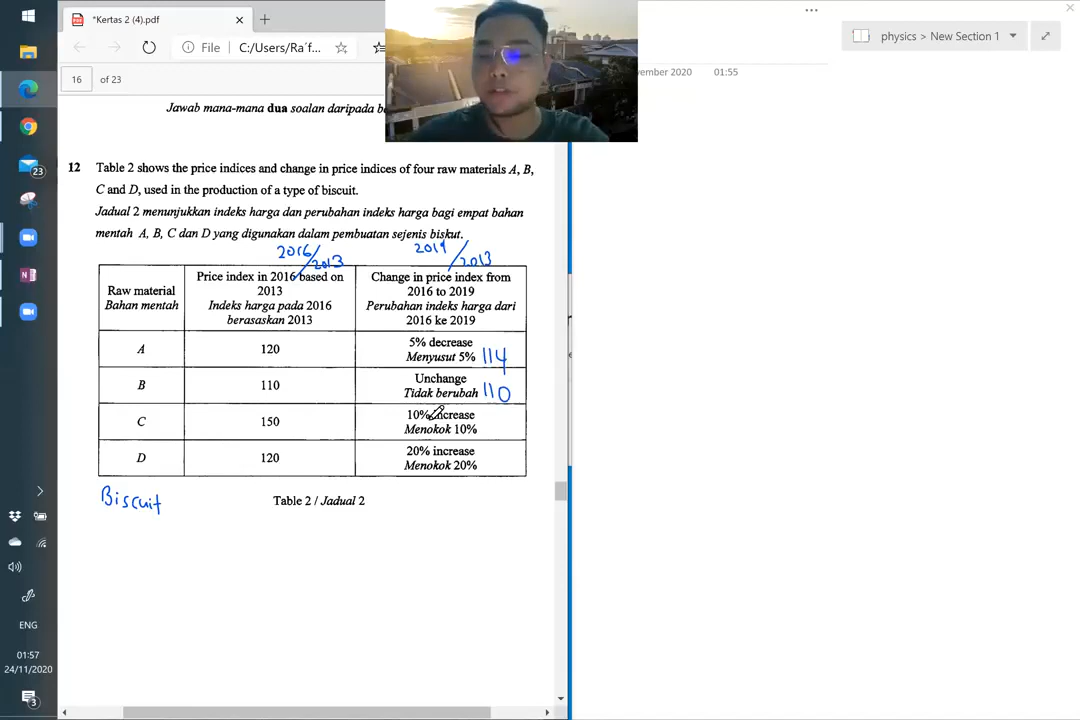 *Kertas 2 (4).pdf
File C:/Users/Ra´f...
16 of 23
physics > New Section 1
vember 2020 01:55
Jawab mana-mana dua soalan daripada ba
12 Table 2 shows the price indices and change in price indices of four raw materials A, B,
C and D, used in the production of a type of biscuit.
Jadual 2 menunjukkan indeks harga dan perubahan indeks harga bagi empat bahan
mentah A, B, C dan D yang digunakan dalam pembuatan sejenis biskut.
2016/2013 2019/2013
Raw material
Bahan mentah
Price index in 2016 based on
2013
Indeks harga pada 2016
berasaskan 2013
Change in price index from
2016 to 2019
Perubahan indeks harga dari
2016 ke 2019
A 120 5% decrease
Menyusut 5% 114
B 110 Unchange
Tidak berubah 110
C 150 10% increase
Menokok 10%
D 120 20% increase
Menokok 20%
Biscuit
Table 2 / Jadual 2
23
ENG
01:57
24/11/2020
3